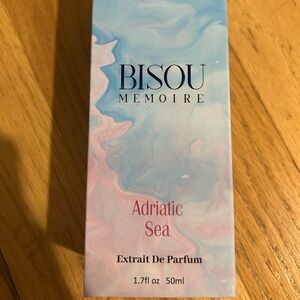 BISOU
MEMOIRE
Adriatic
Sea
Extrait De Parfum
1.7fl oz 50ml